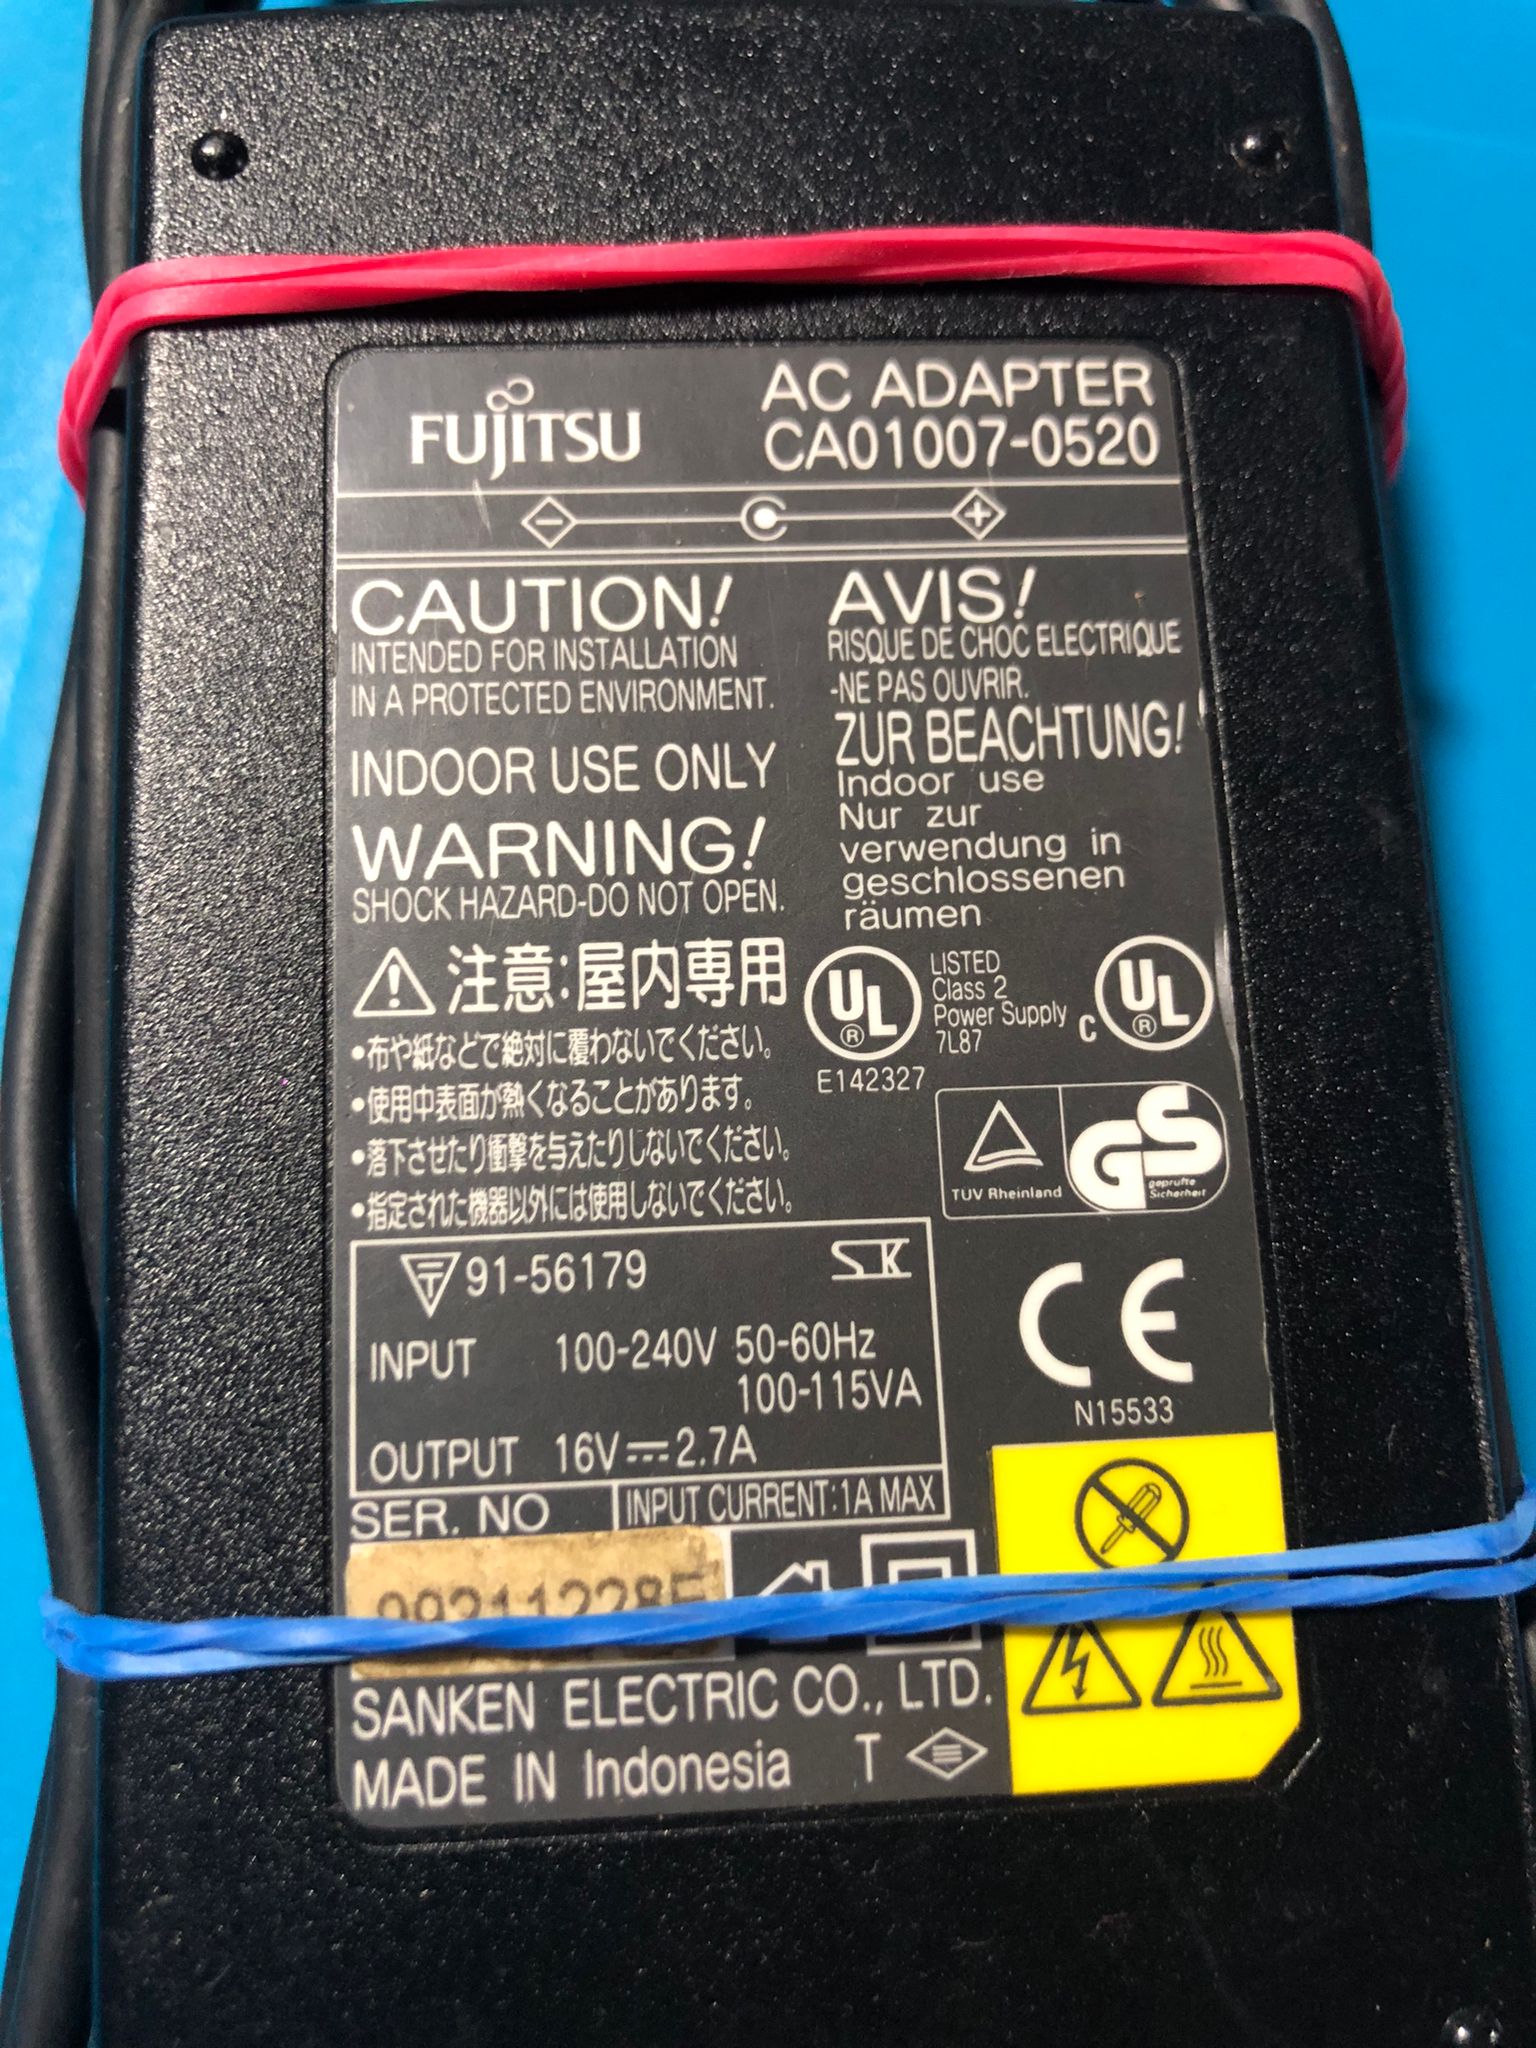 FUJITSU
AC ADAPTER
CA01007-0520
CAUTION!
INTENDED FOR INSTALLATION
IN A PROTECTED ENVIRONMENT.
INDOOR USE ONLY
WARNING!
SHOCK HAZARD-DO NOT OPEN.
AVIS!
RISQUE DE CHOC ELECTRIQUE
-NE PAS OUVRIR.
ZUR BEACHTUNG!
Indoor use
Nur zur
verwendung in
geschlossenen
räumen
注意:屋内専用
•布や紙などで絶対に覆わないでください。
•使用中表面が熱くなることがあります。
•落下させたり衝撃を与えたりしないでください。
•指定された機器以外には使用しないでください。
UL
®
E142327
LISTED
Class 2
Power Supply
7L87
C UL
®
TUV Rheinland
GS
geprufte
Sicherheit
T 91-56179 SK
INPUT 100-240V 50-60Hz
100-115VA
OUTPUT 16V⎓2.7A
INPUT CURRENT:1A MAX
CE
N15533
SER. NO
SANKEN ELECTRIC CO., LTD.
MADE IN Indonesia T